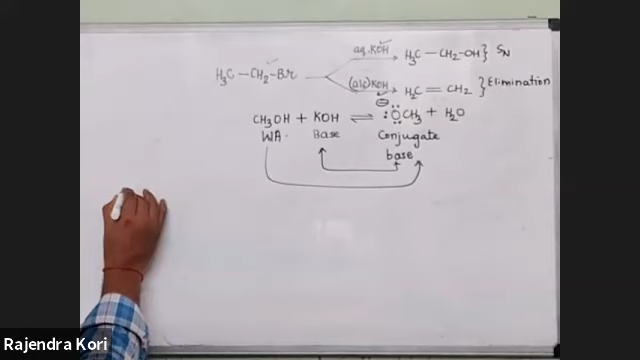 aq.KOH
H₃C — CH₂-OH } SN
H₃C — CH₂ - Br
(alc)KOH
H₂C = CH₂ } Elimination
CH₃OH + KOH ⇌ :ÖCH₃ + H₂O
WA. Base Conjugate
base
Rajendra Kori